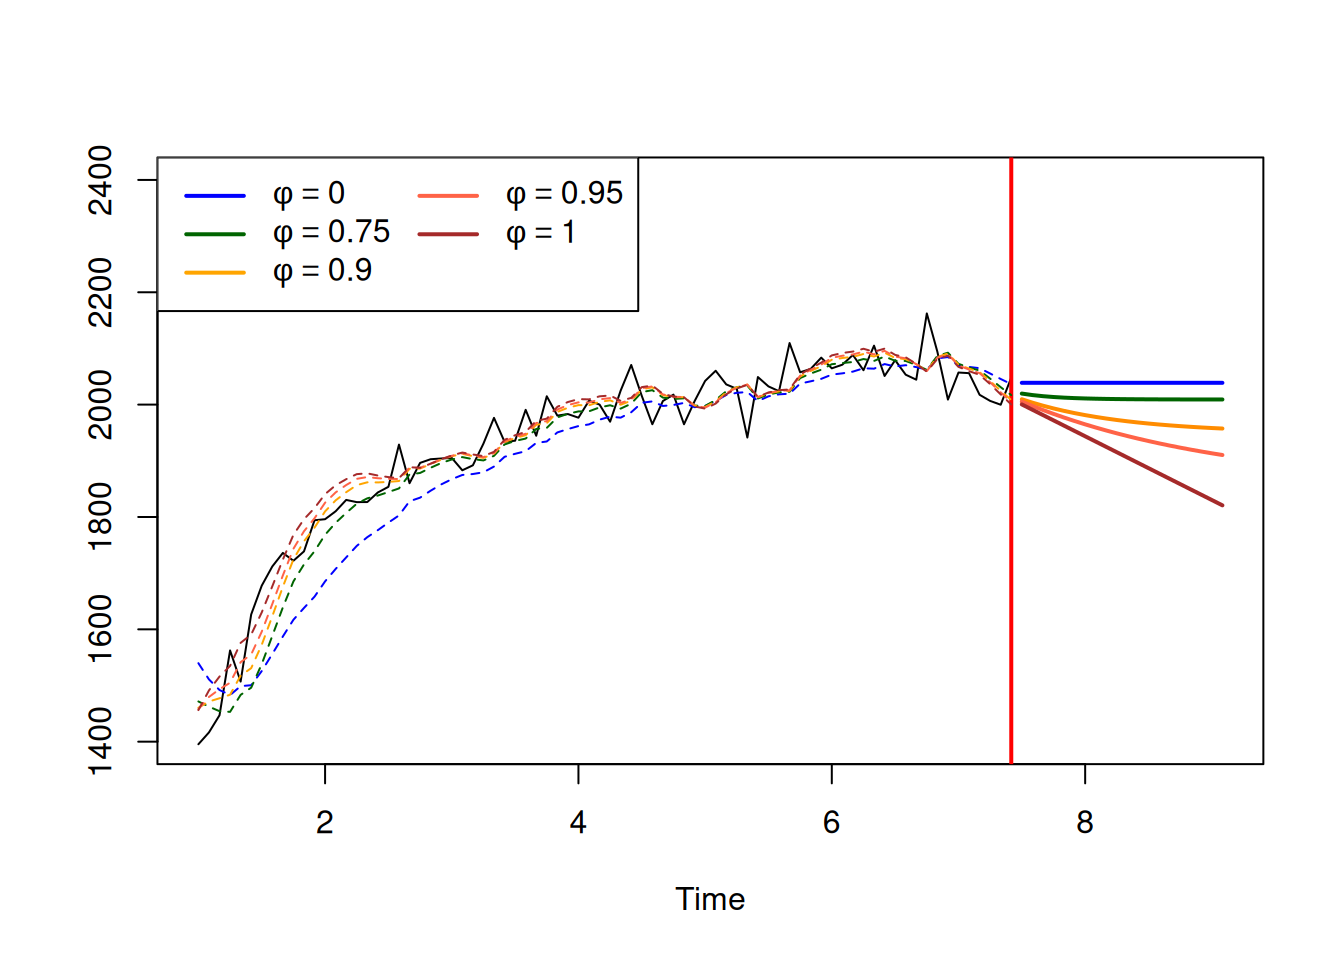 φ = 0
φ = 0.75
φ = 0.9
φ = 0.95
φ = 1
2400
2200
2000
1800
1600
1400
2 4 6 8
Time